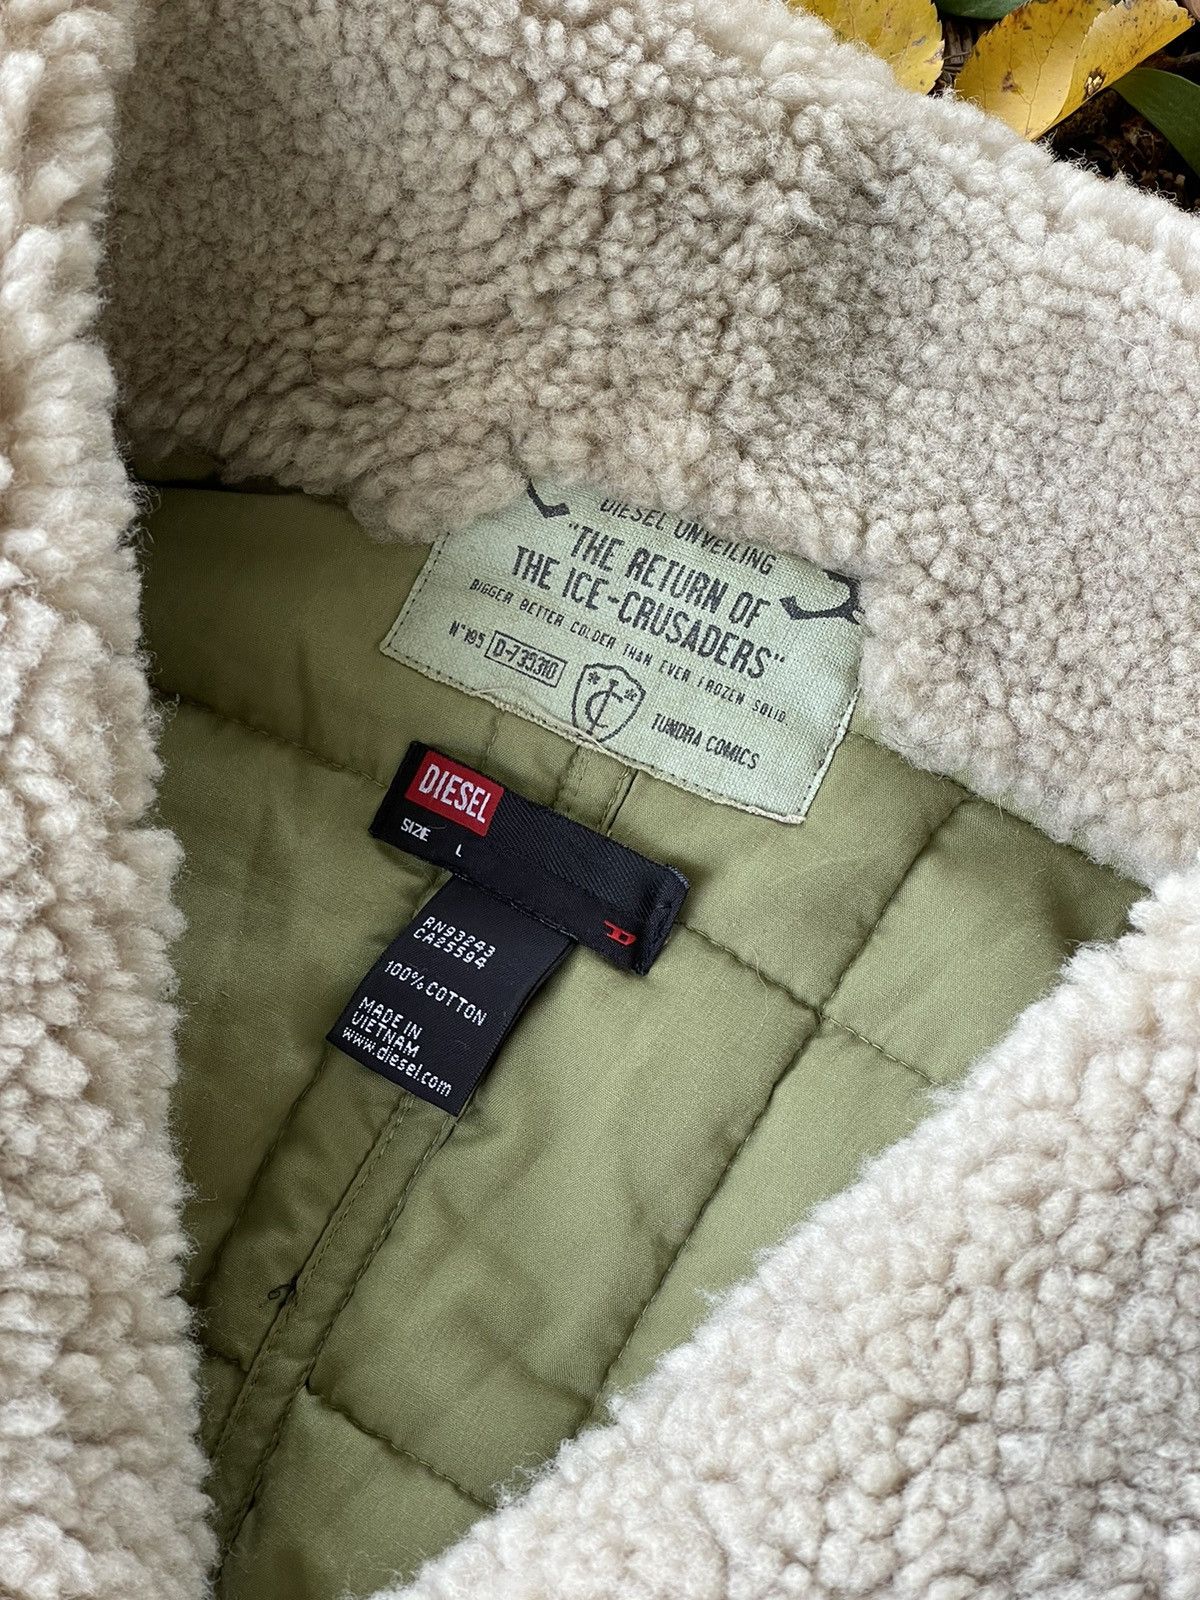 DIESEL UNVEILING
"THE RETURN OF
THE ICE-CRUSADERS"
BIGGER BETTER COLDER THAN EVER FROZEN SOLID.
N°195 D-735310
TUNDRA COMICS
DIESEL
SIZE L
RN93243
CA25594
100% COTTON
MADE IN
VIETNAM
www.diesel.com